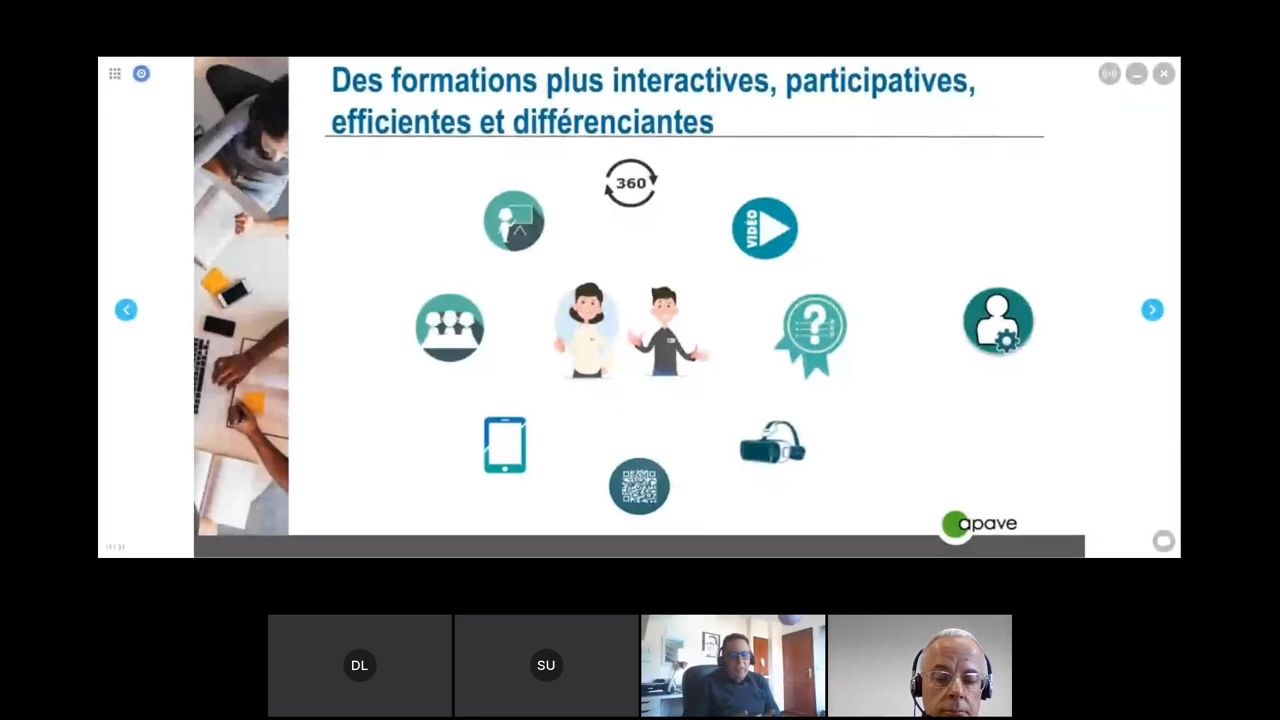 Des formations plus interactives, participatives,
efficientes et différenciantes
360
VIDÉO
apave
DL
SU